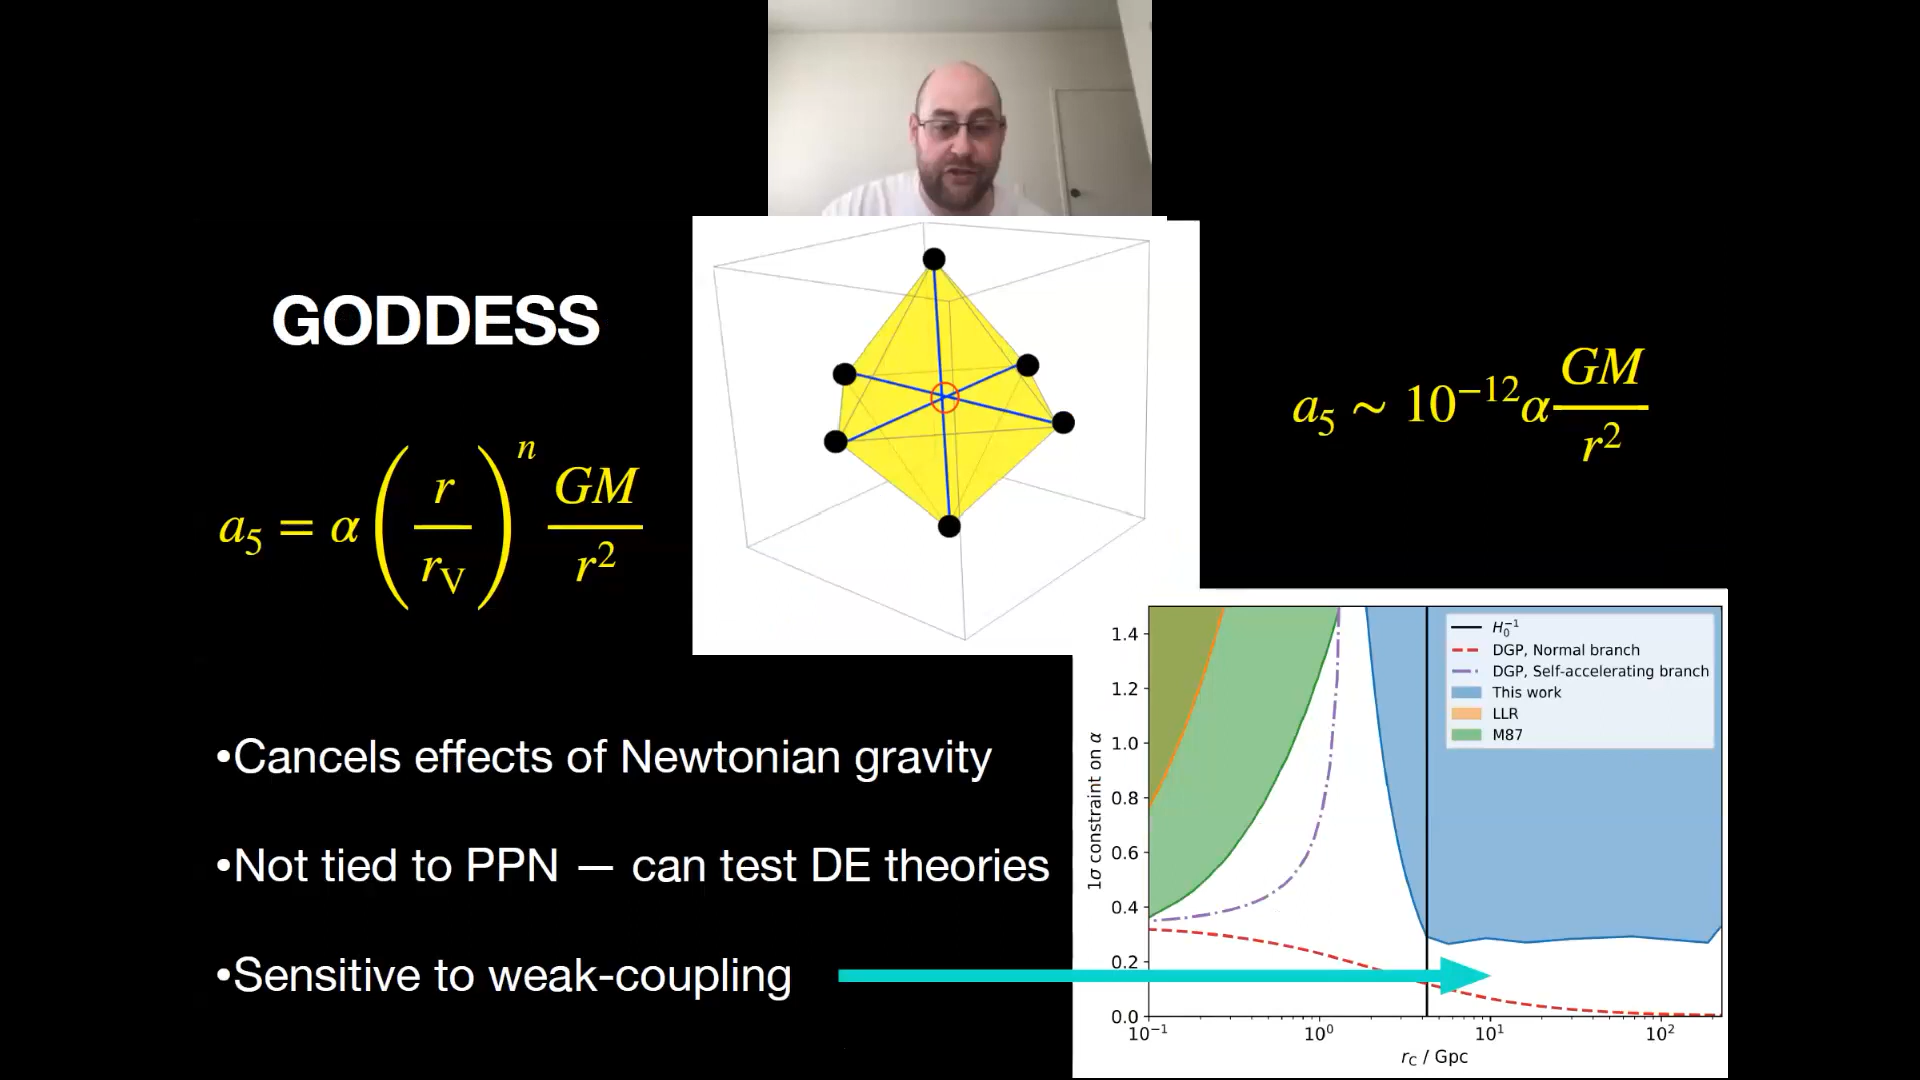 GODDESS
a₅ = α (r / r_V)ⁿ GM / r²
a₅ ∼ 10⁻¹² α GM / r²
•Cancels effects of Newtonian gravity
•Not tied to PPN — can test DE theories
•Sensitive to weak-coupling
H₀⁻¹
DGP, Normal branch
DGP, Self-accelerating branch
This work
LLR
M87
1σ constraint on α
1.4
1.2
1.0
0.8
0.6
0.4
0.2
0.0
10⁻¹ 10⁰ 10¹ 10²
r_C / Gpc